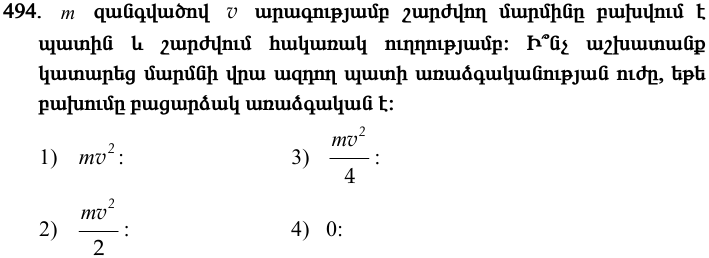 494. m զանգվածով v արագությամբ շարժվող մարմինը բախվում է
պատին և շարժվում հակառակ ուղղությամբ: Ի՞նչ աշխատանք
կատարեց մարմնի վրա ազդող պատի առաձգականության ուժը, եթե
բախումը բացարձակ առաձգական է:
1) mv²: 3) mv²/4 :
2) mv²/2 : 4) 0: